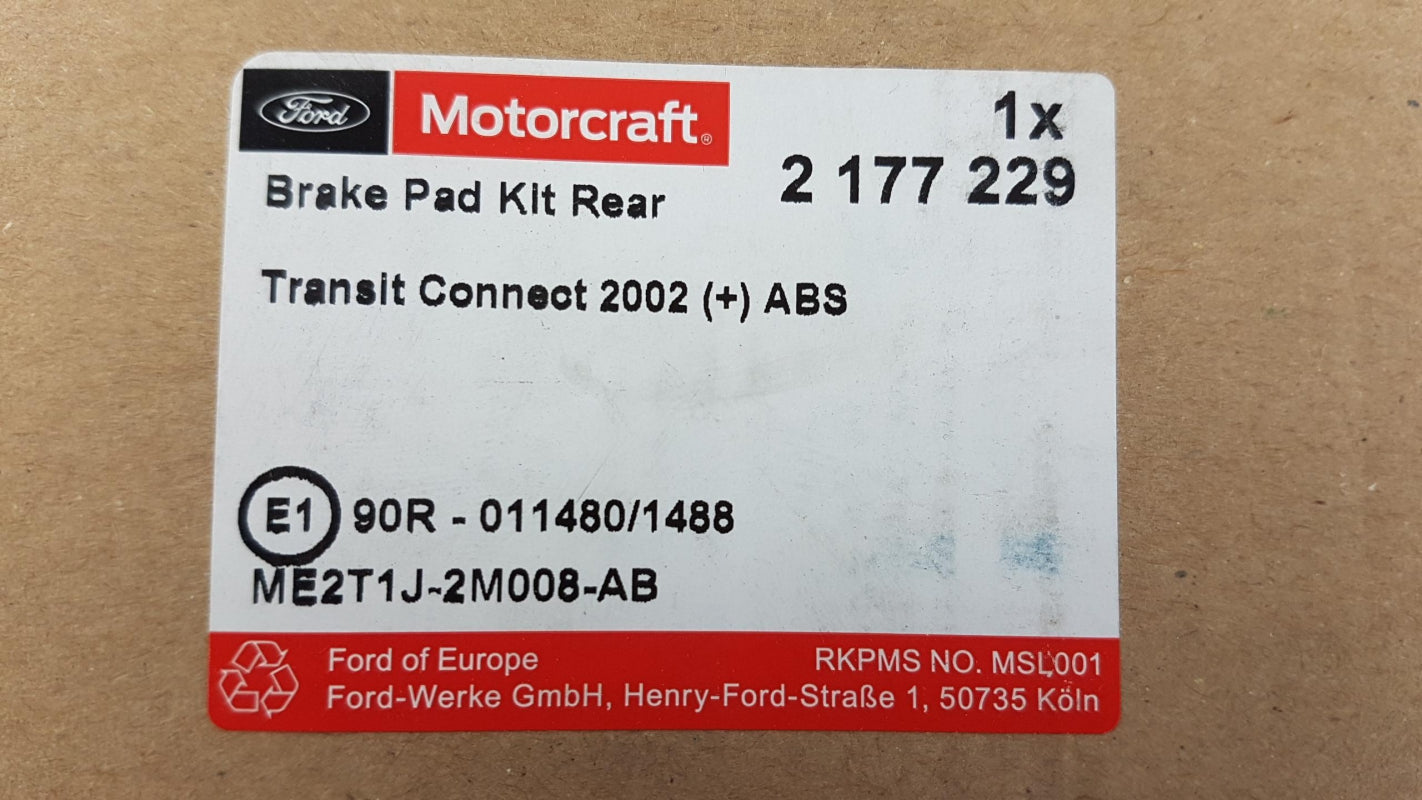 Ford Motorcraft®
1x
2 177 229
Brake Pad Kit Rear
Transit Connect 2002 (+) ABS
E1 90R - 011480/1488
ME2T1J-2M008-AB
Ford of Europe RKPMS NO. MSL001
Ford-Werke GmbH, Henry-Ford-Straße 1, 50735 Köln